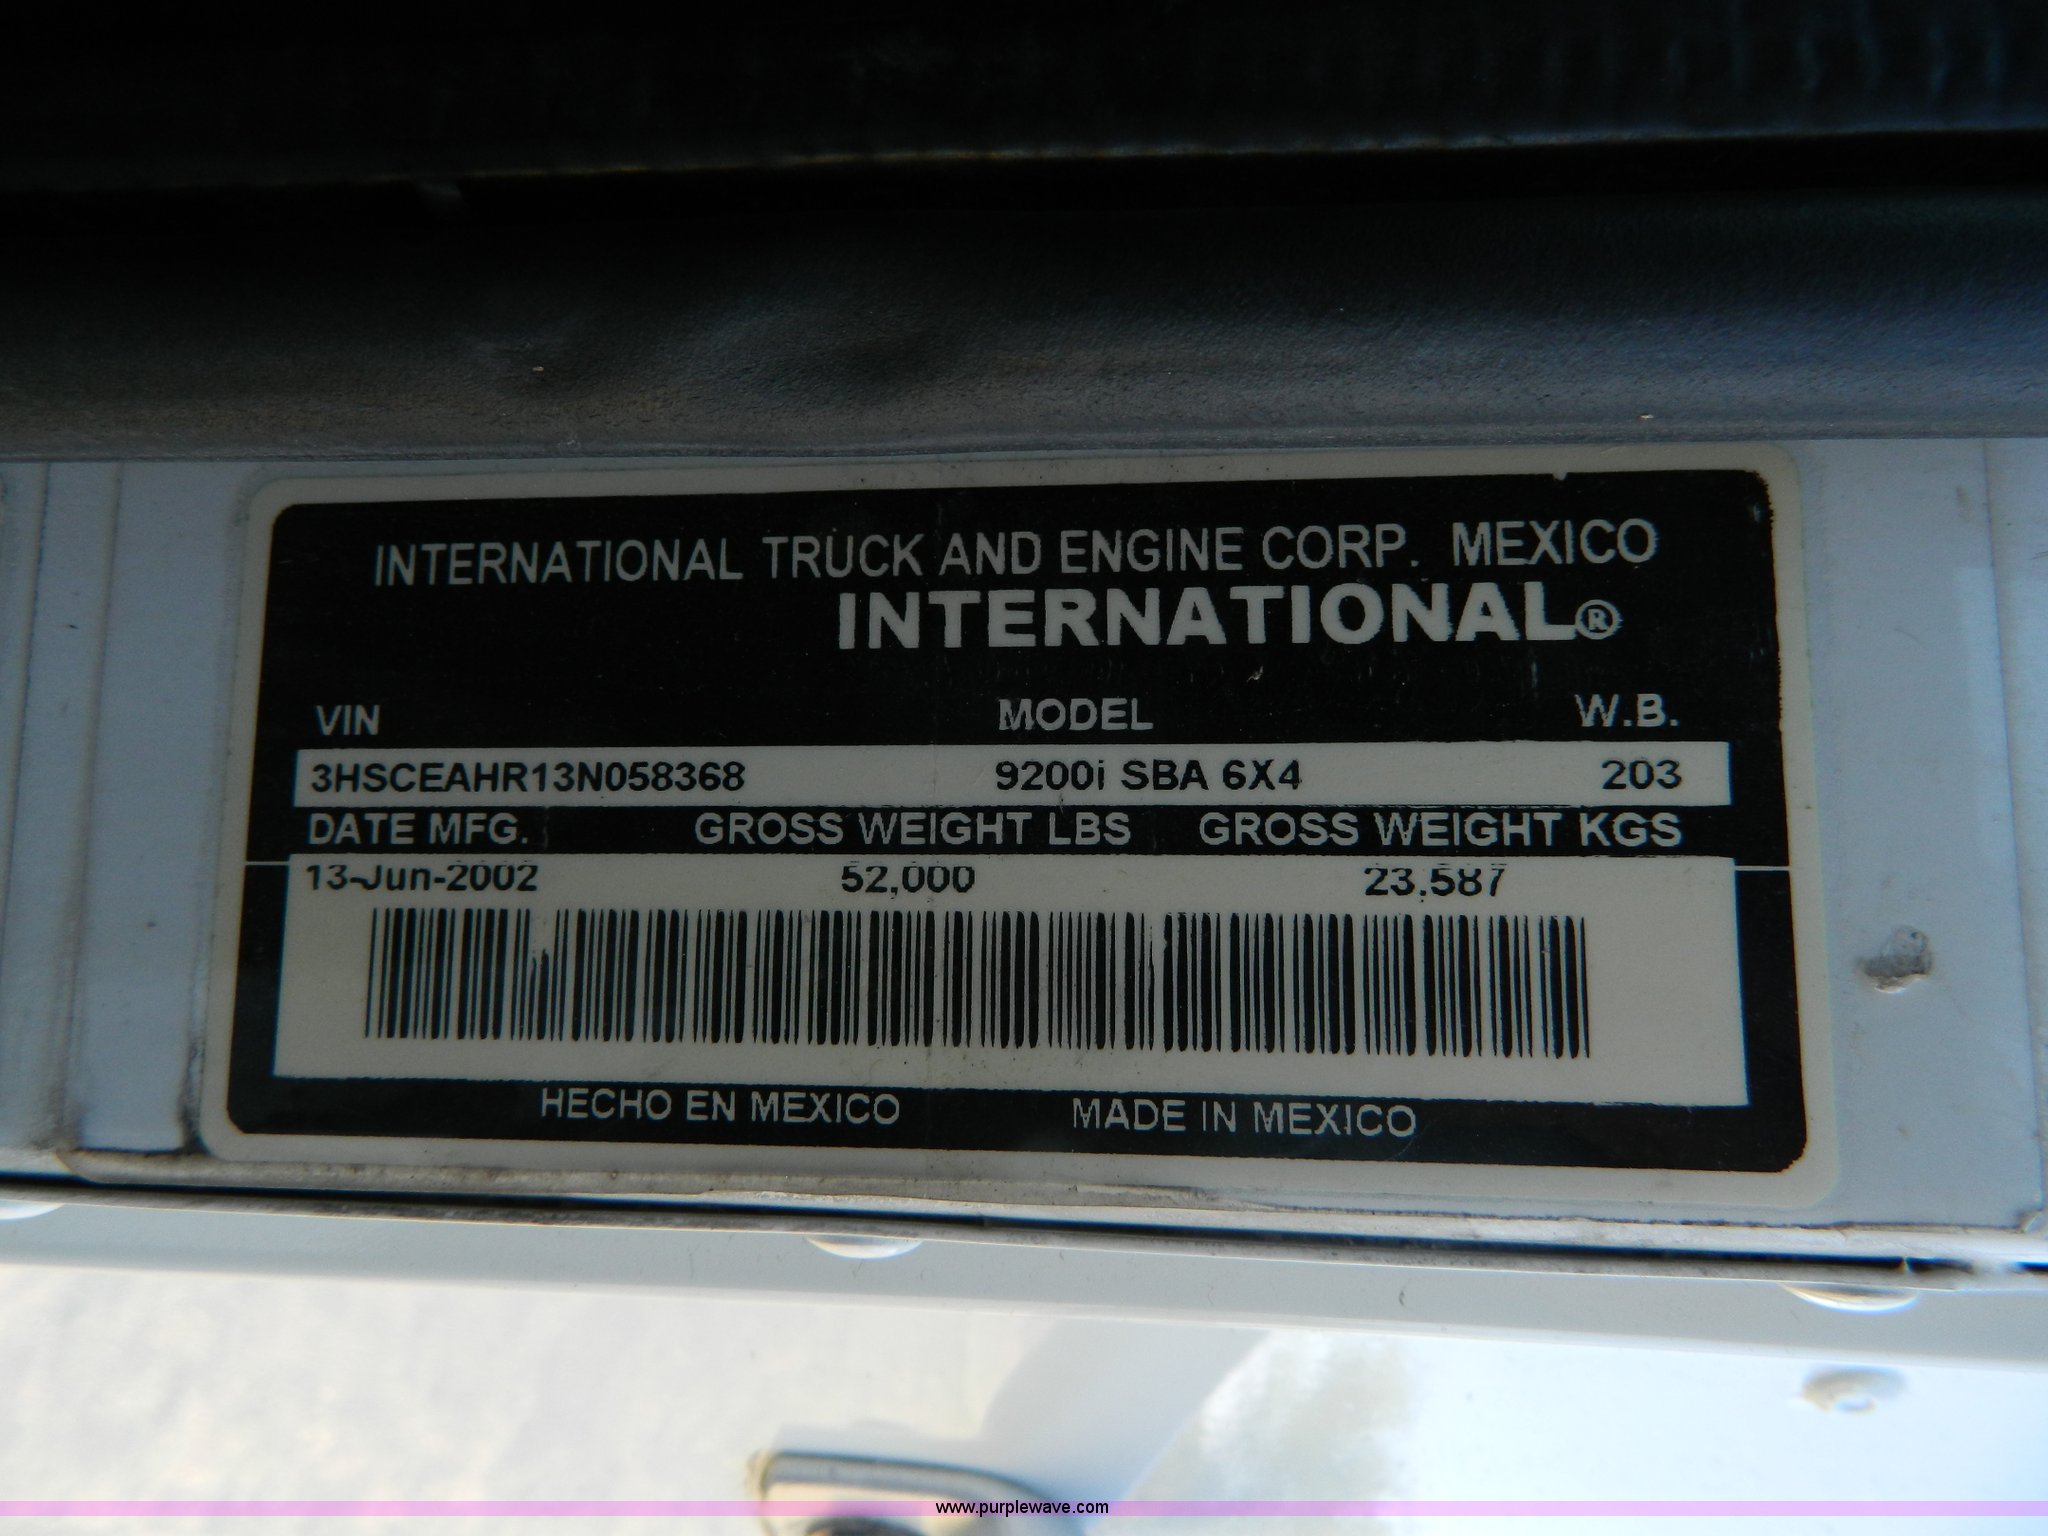 INTERNATIONAL TRUCK AND ENGINE CORP. MEXICO
INTERNATIONAL®
VIN MODEL W.B.
3HSCEAHR13N058368 9200i SBA 6X4 203
DATE MFG. GROSS WEIGHT LBS GROSS WEIGHT KGS
13-Jun-2002 52,000 23,587
HECHO EN MEXICO MADE IN MEXICO
www.purplewave.com